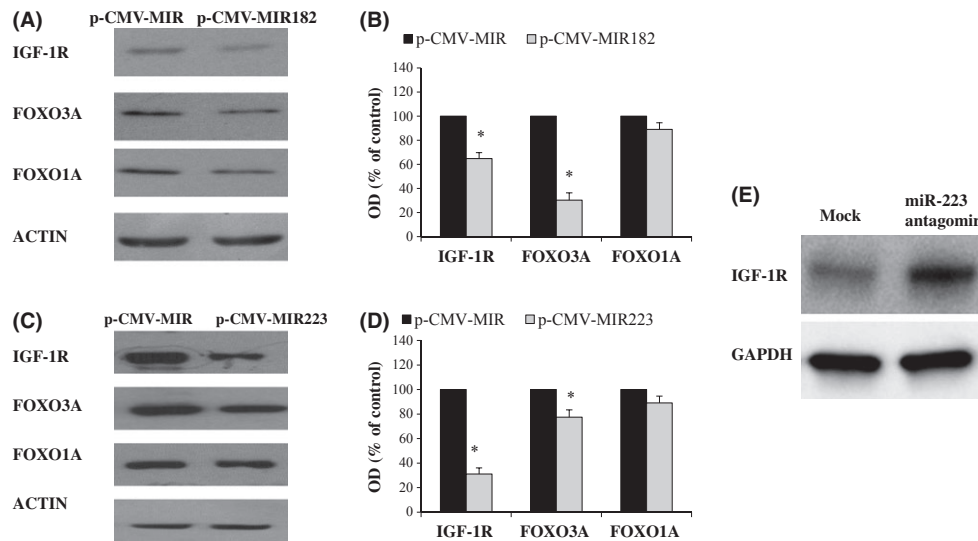 (A)
p-CMV-MIR p-CMV-MIR182
IGF-1R
FOXO3A
FOXO1A
ACTIN
(B)
p-CMV-MIR p-CMV-MIR182
OD (% of control)
140
120
100
80
60
40
20
0
* *
IGF-1R FOXO3A FOXO1A
(C)
p-CMV-MIR p-CMV-MIR223
IGF-1R
FOXO3A
FOXO1A
ACTIN
(D)
p-CMV-MIR p-CMV-MIR223
OD (% of control)
140
120
100
80
60
40
20
0
* *
IGF-1R FOXO3A FOXO1A
(E)
Mock miR-223
antagomir
IGF-1R
GAPDH